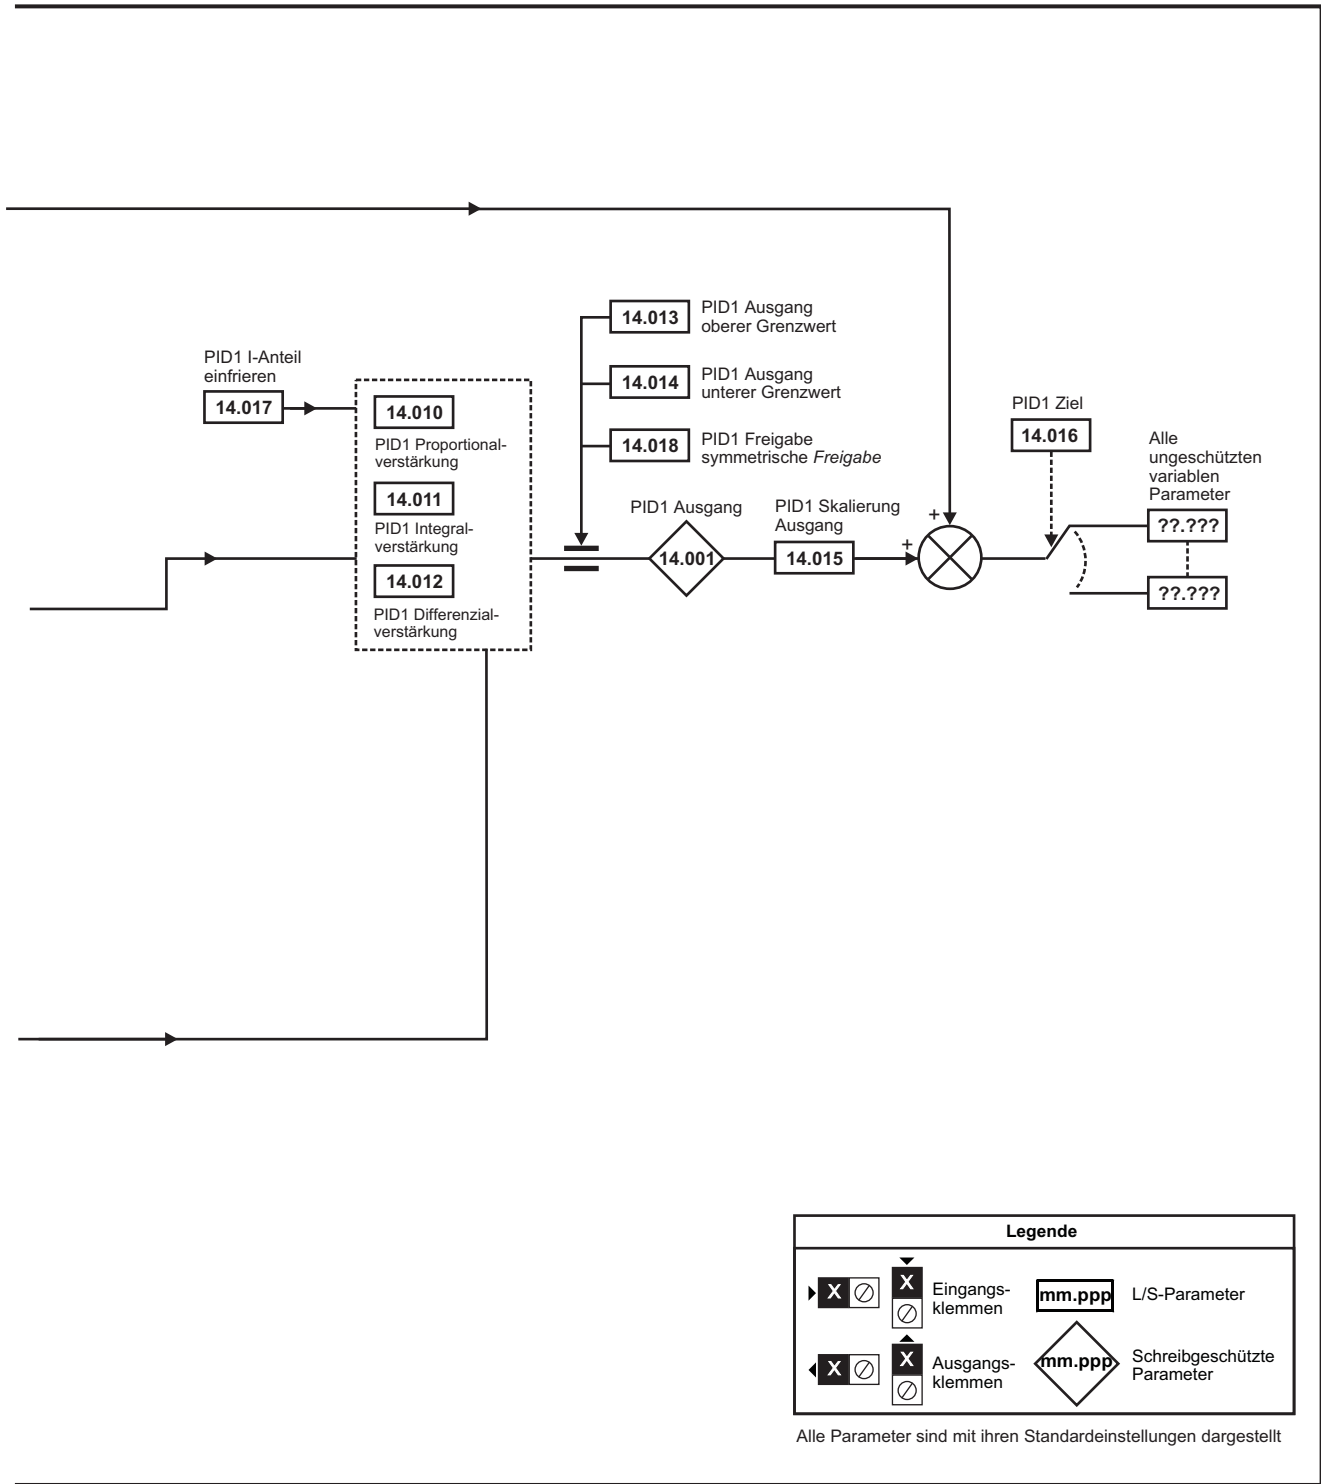 14.013
PID1 Ausgang
oberer Grenzwert
PID1 I-Anteil
einfrieren
14.017
14.014
PID1 Ausgang
unterer Grenzwert
14.010
PID1 Proportional-
verstärkung
14.018
PID1 Freigabe
symmetrische Freigabe
PID1 Ziel
14.016
Alle
ungeschützten
variablen
Parameter
14.011
PID1 Integral-
verstärkung
14.012
PID1 Differenzial-
verstärkung
PID1 Ausgang
14.001
PID1 Skalierung
Ausgang
14.015
+
+
??.???
??.???
Legende
X
X
Eingangs-
klemmen
mm.ppp
L/S-Parameter
X
X
Ausgangs-
klemmen
mm.ppp
Schreibgeschützte
Parameter
Alle Parameter sind mit ihren Standardeinstellungen dargestellt